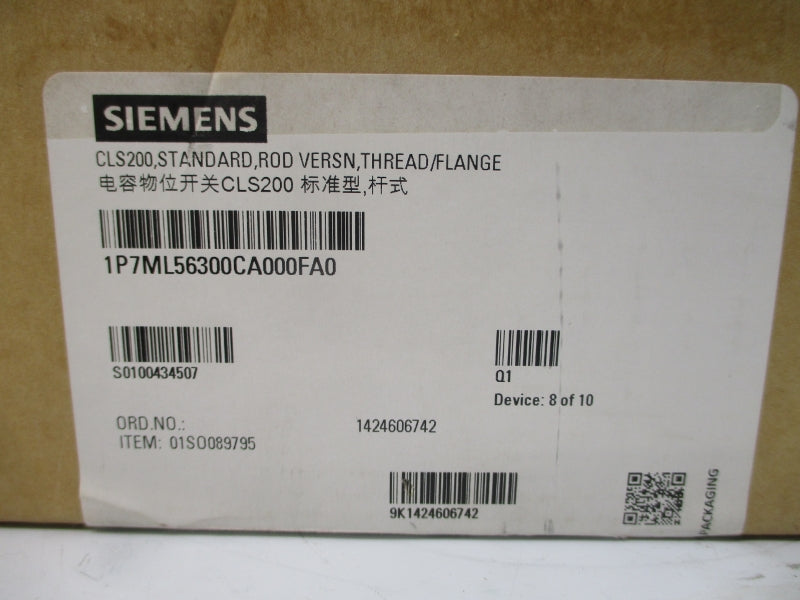 SIEMENS
CLS200,STANDARD,ROD VERSN,THREAD/FLANGE
电容物位开关CLS200 标准型,杆式
1P7ML56300CA000FA0
S0100434507
Q1
Device: 8 of 10
ORD.NO.: 1424606742
ITEM: 01SO089795
9K1424606742
PACKAGING